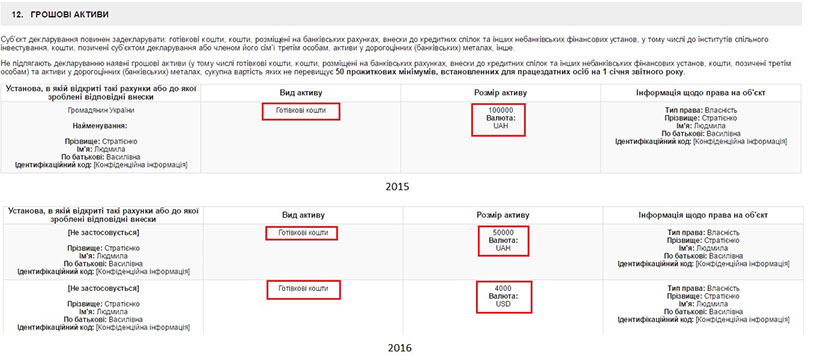 12. ГРОШОВІ АКТИВИ
Суб'єкт декларування повинен задекларувати: готівкові кошти, кошти, розміщені на банківських рахунках, внески до кредитних спілок та інших небанківських фінансових установ, у тому числі до інститутів спільного
інвестування, кошти, позичені суб'єктом декларування або членом його сім'ї третім особам, активи у дорогоцінних (банківських) металах, інше.
Не підлягають декларуванню наявні грошові активи (у тому числі готівкові кошти, кошти, розміщені на банківських рахунках, внески до кредитних спілок та інших небанківських фінансових установ, кошти, позичені третім
особам) та активи у дорогоцінних (банківських) металах, сукупна вартість яких не перевищує 50 прожиткових мінімумів, встановленних для працездатних осіб на 1 січня звітного року.
Установа, в якій відкриті такі рахунки або до якої зроблені відповідні внески Вид активу Розмір активу Інформація щодо права на об'єкт
Громадянин України Готівкові кошти 100000 Тип права: Власність
Найменування: Валюта: Прізвище: Стратієнко
UAH Ім'я: Людмила
Прізвище: Стратієнко По батькові: Василівна
Ім'я: Людмила Ідентифікаційний код: [Конфіденційна інформація]
По батькові: Василівна
Ідентифікаційний код: [Конфіденційна інформація]
2015
Установа, в якій відкриті такі рахунки або до якої зроблені відповідні внески Вид активу Розмір активу Інформація щодо права на об'єкт
[Не застосовується] Готівкові кошти 50000 Тип права: Власність
Валюта: Прізвище: Стратієнко
Прізвище: Стратієнко UAH Ім'я: Людмила
Ім'я: Людмила По батькові: Василівна
По батькові: Василівна Ідентифікаційний код: [Конфіденційна інформація]
Ідентифікаційний код: [Конфіденційна інформація]
[Не застосовується] Готівкові кошти 4000 Тип права: Власність
Валюта: Прізвище: Стратієнко
Прізвище: Стратієнко USD Ім'я: Людмила
Ім'я: Людмила По батькові: Василівна
По батькові: Василівна Ідентифікаційний код: [Конфіденційна інформація]
Ідентифікаційний код: [Конфіденційна інформація]
2016